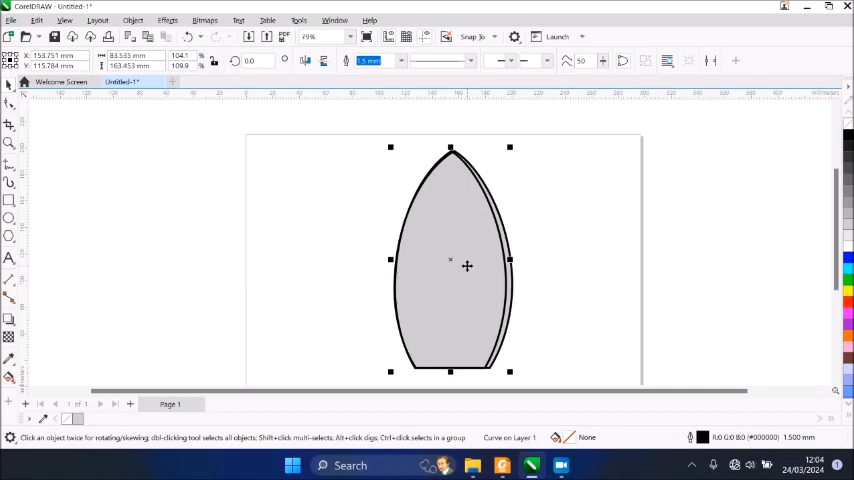 CorelDRAW - Untitled-1*
File Edit View Layout Object Effects Bitmaps Text Table Tools Window Help
PDF 79% Snap To Launch
X: 153.751 mm 83.535 mm 104.1 % 0.0 ° 1.5 mm 50
Y: 115.784 mm 163.453 mm 109.9 %
Welcome Screen Untitled-1*
millimeters
1 of 1 Page 1
Click an object twice for rotating/skewing; dbl-clicking tool selects all objects; Shift+click multi-selects; Alt+click digs; Ctrl+click selects in a group Curve on Layer 1 None R:0 G:0 B:0 (#000000) 1.500 mm
Search
12:04
24/03/2024